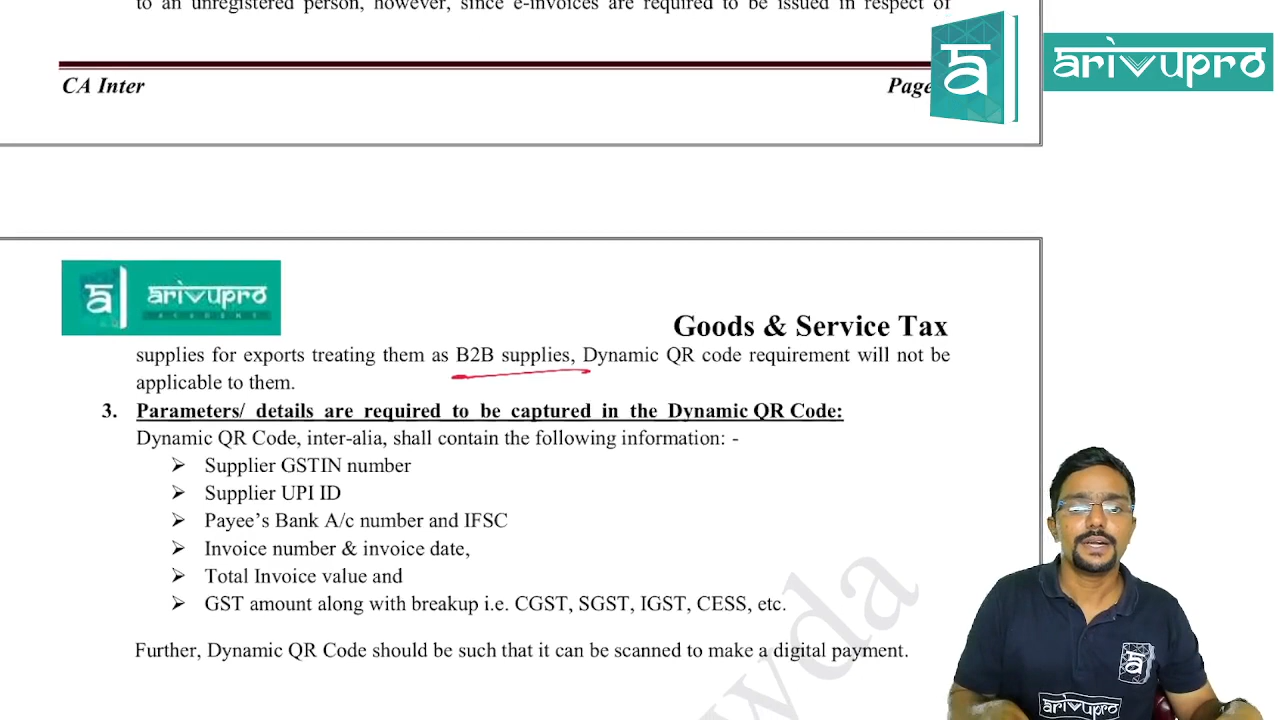 to an unregistered person, however, since e-invoices are required to be issued in respect of
CA Inter
Page
arivupro
arivupro
ACADEMY
Goods & Service Tax
supplies for exports treating them as B2B supplies, Dynamic QR code requirement will not be
applicable to them.
3. Parameters/ details are required to be captured in the Dynamic QR Code:
Dynamic QR Code, inter-alia, shall contain the following information: -
➢ Supplier GSTIN number
➢ Supplier UPI ID
➢ Payee's Bank A/c number and IFSC
➢ Invoice number & invoice date,
➢ Total Invoice value and
➢ GST amount along with breakup i.e. CGST, SGST, IGST, CESS, etc.
Further, Dynamic QR Code should be such that it can be scanned to make a digital payment.
wda
arivupro